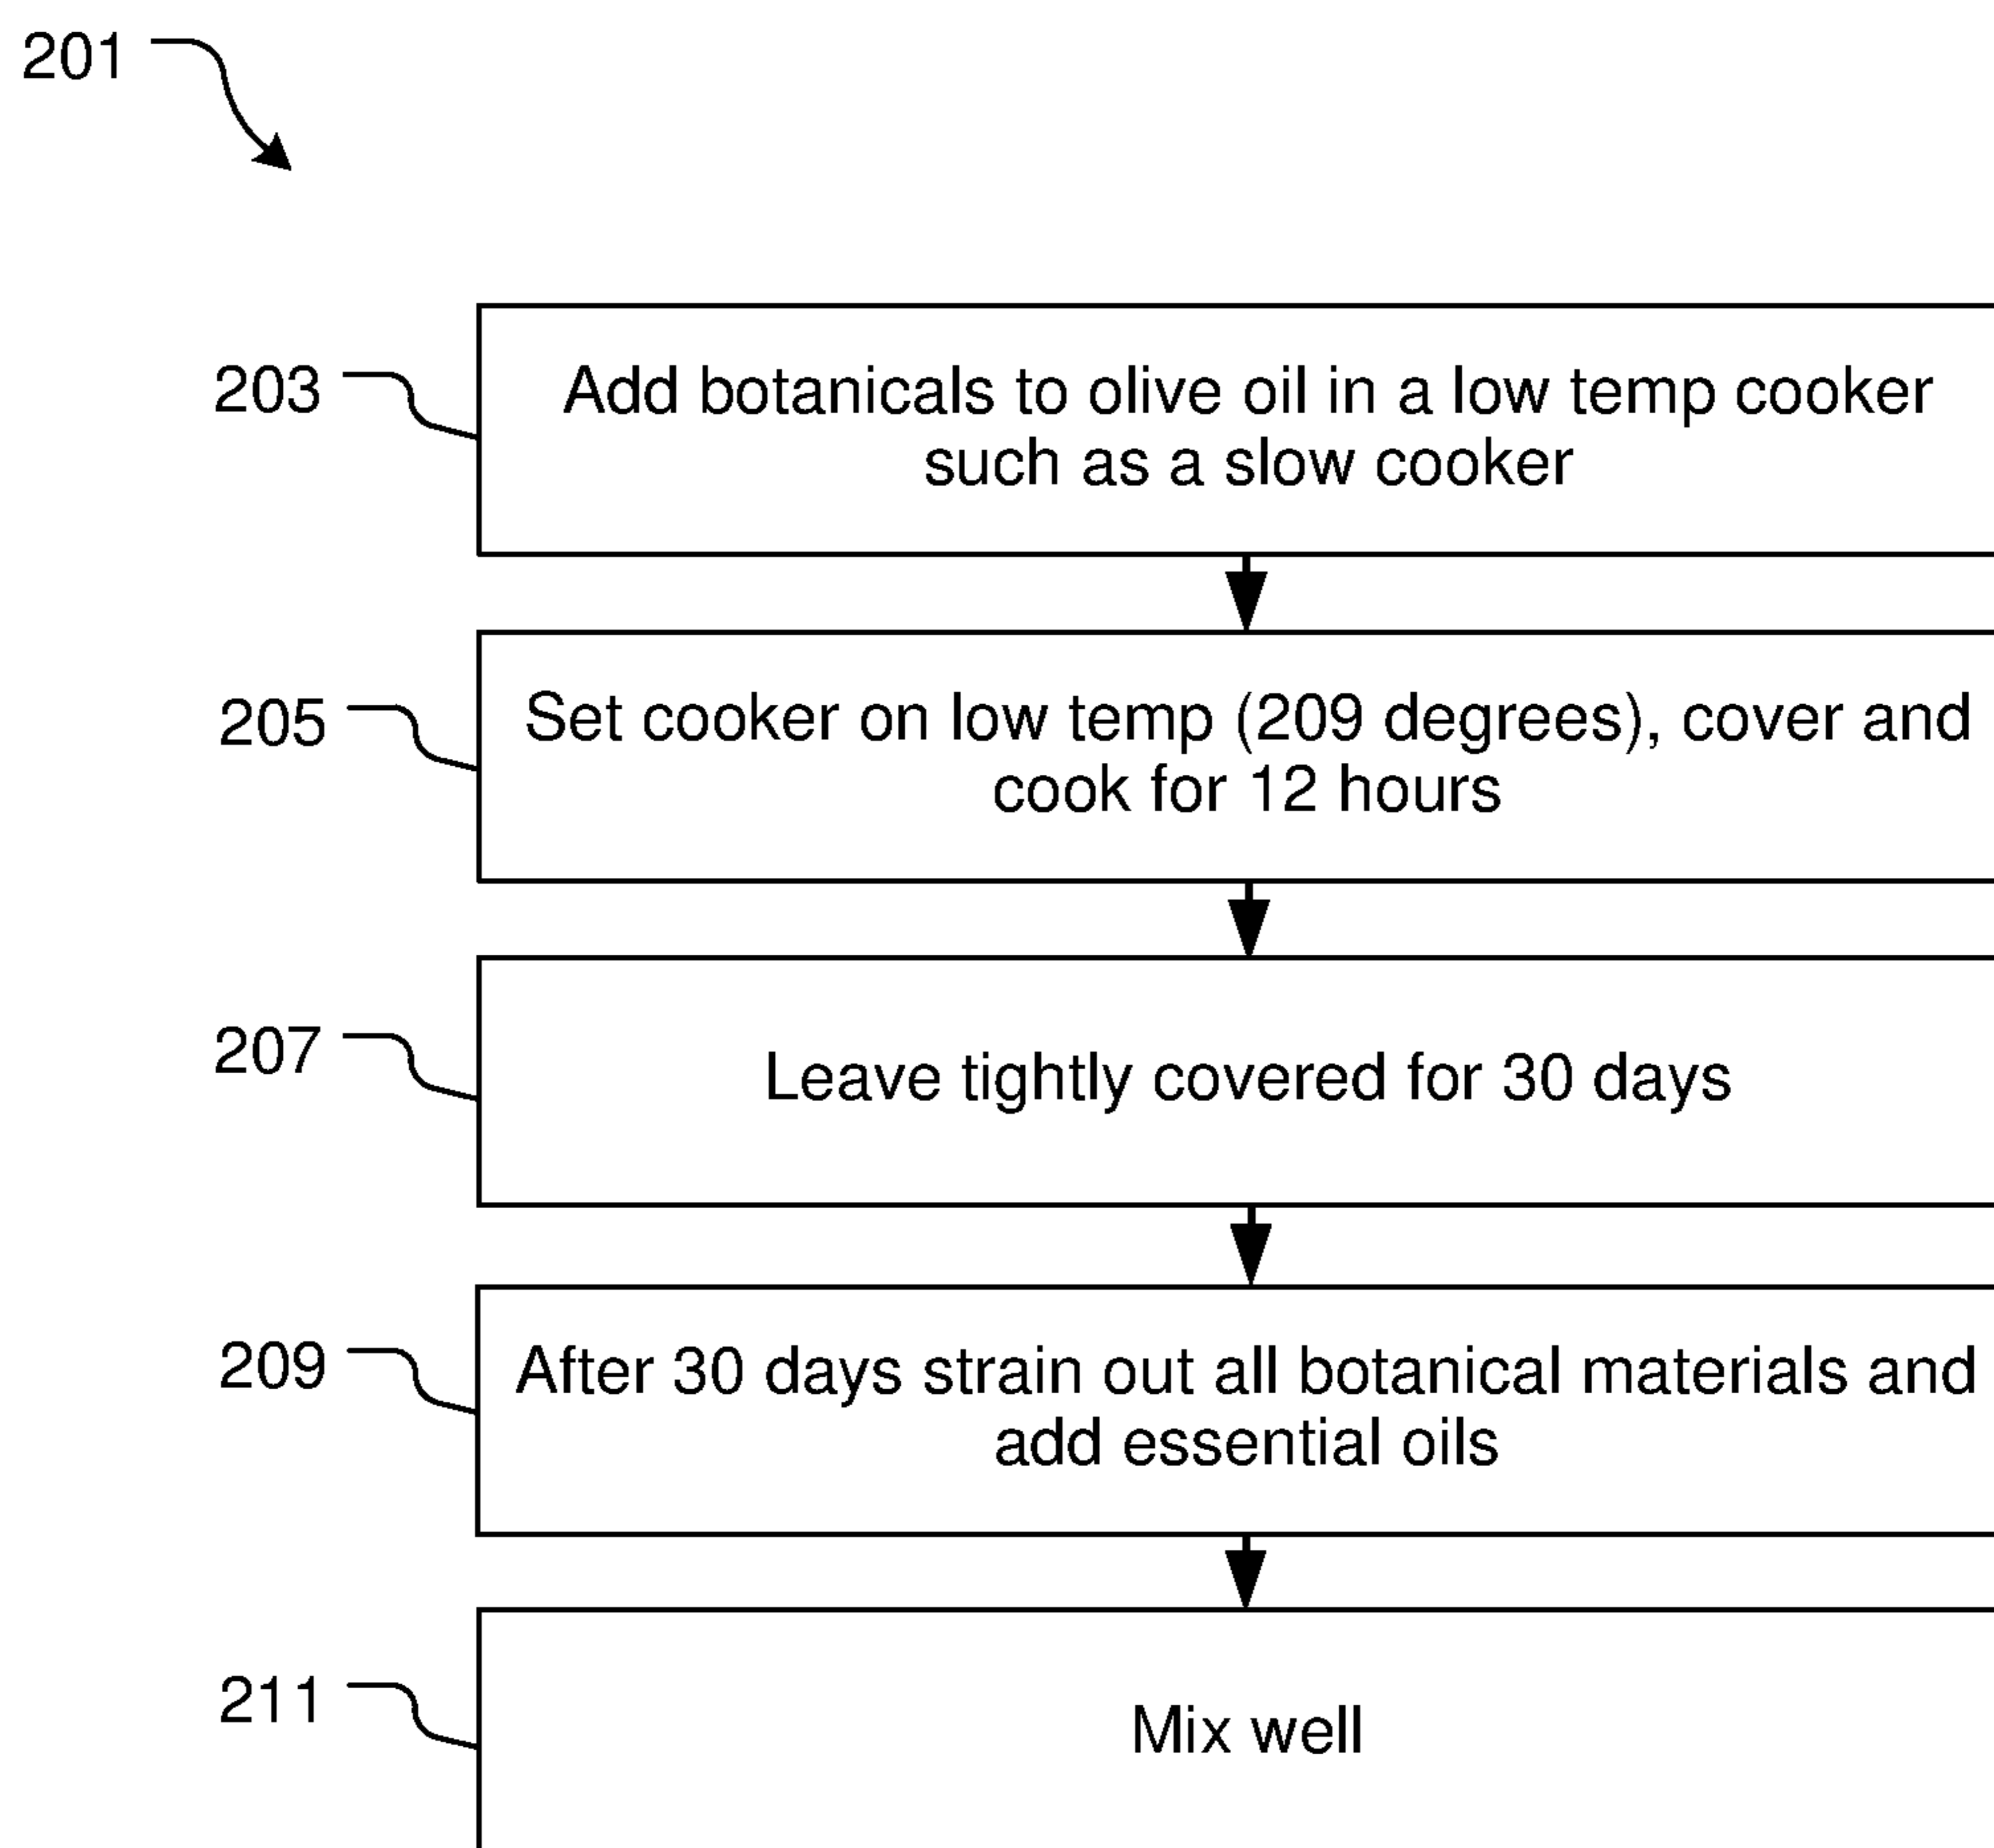 201
203
Add botanicals to olive oil in a low temp cooker
such as a slow cooker
205
Set cooker on low temp (209 degrees), cover and
cook for 12 hours
207
Leave tightly covered for 30 days
209
After 30 days strain out all botanical materials and
add essential oils
211
Mix well